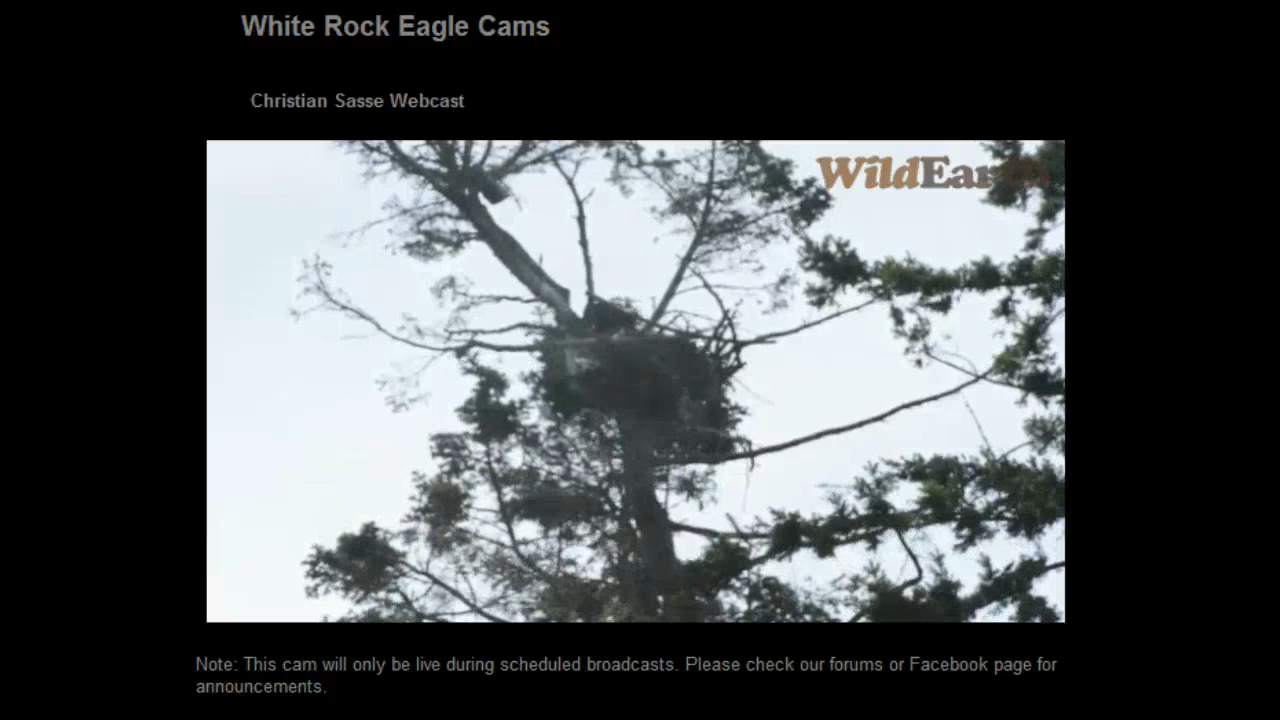 White Rock Eagle Cams
Christian Sasse Webcast
WildEarth
Note: This cam will only be live during scheduled broadcasts. Please check our forums or Facebook page for
announcements.